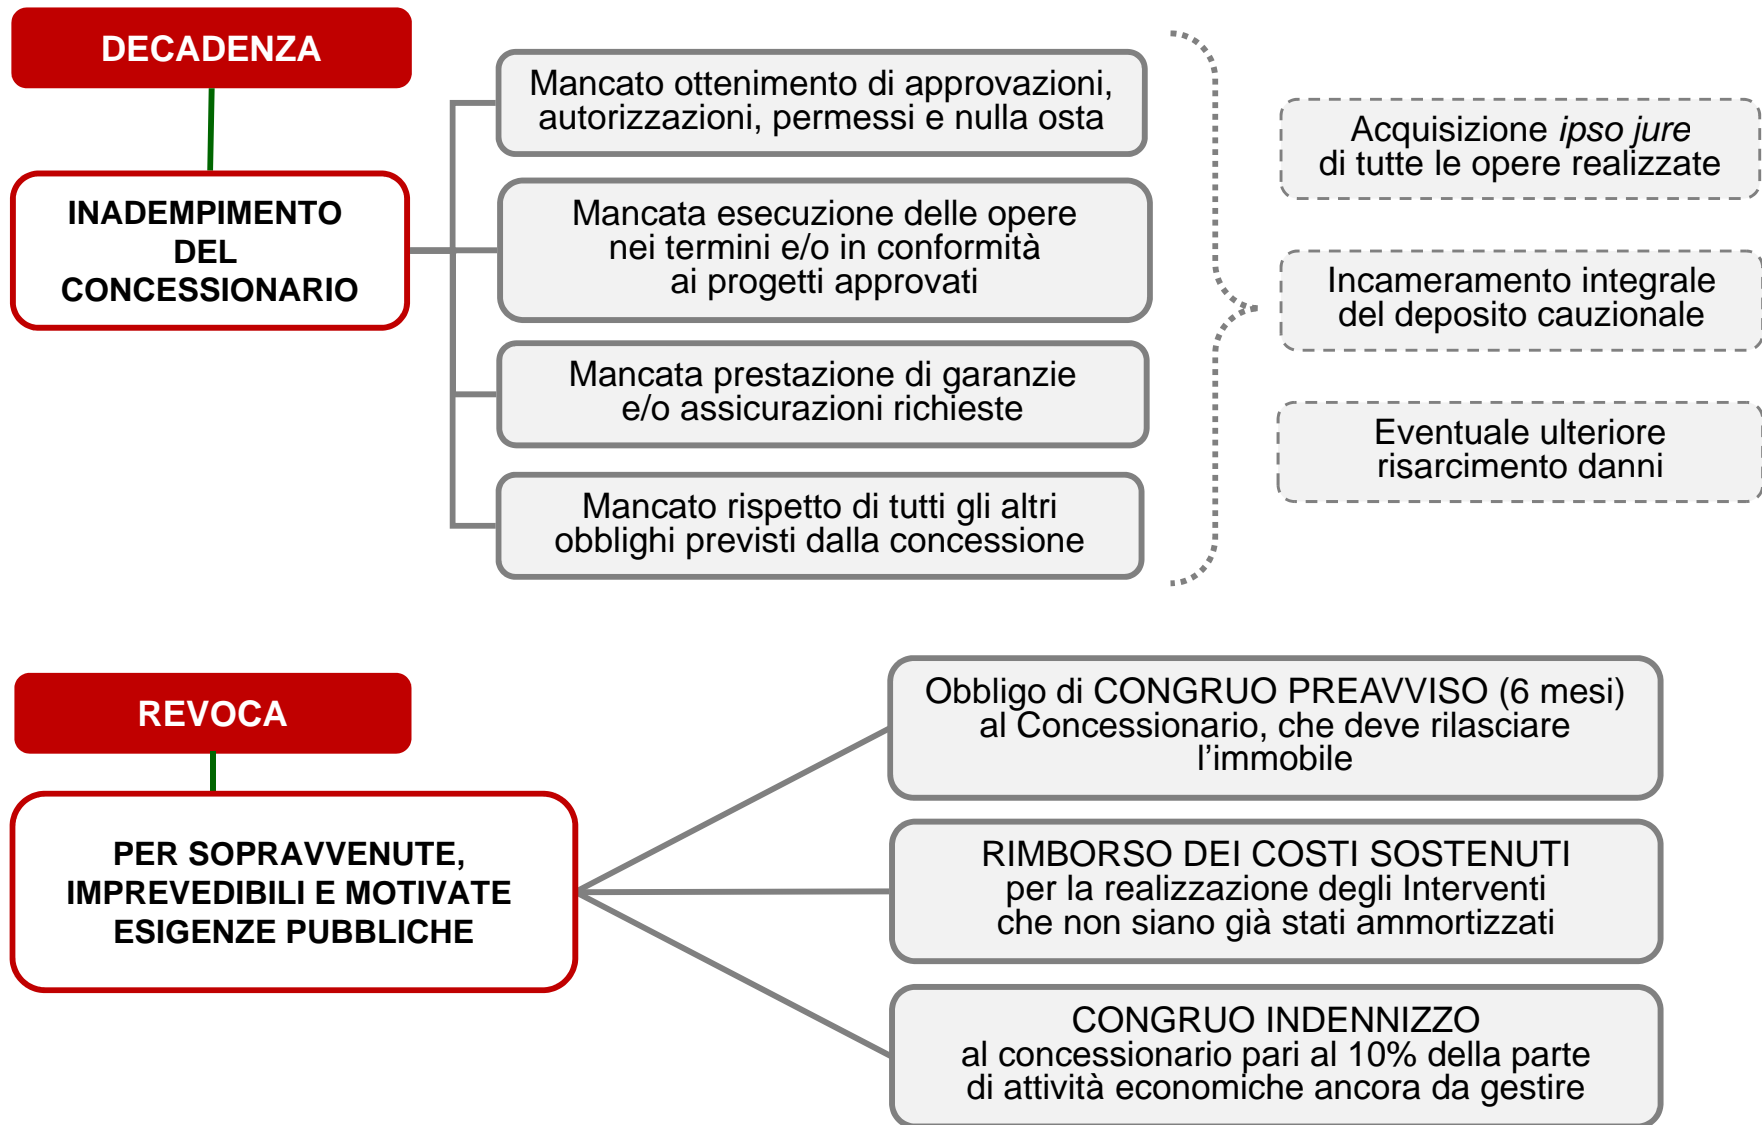 DECADENZA
INADEMPIMENTO
DEL
CONCESSIONARIO
Mancato ottenimento di approvazioni,
autorizzazioni, permessi e nulla osta
Mancata esecuzione delle opere
nei termini e/o in conformità
ai progetti approvati
Mancata prestazione di garanzie
e/o assicurazioni richieste
Mancato rispetto di tutti gli altri
obblighi previsti dalla concessione
Acquisizione ipso jure
di tutte le opere realizzate
Incameramento integrale
del deposito cauzionale
Eventuale ulteriore
risarcimento danni
REVOCA
PER SOPRAVVENUTE,
IMPREVEDIBILI E MOTIVATE
ESIGENZE PUBBLICHE
Obbligo di CONGRUO PREAVVISO (6 mesi)
al Concessionario, che deve rilasciare
l’immobile
RIMBORSO DEI COSTI SOSTENUTI
per la realizzazione degli Interventi
che non siano già stati ammortizzati
CONGRUO INDENNIZZO
al concessionario pari al 10% della parte
di attività economiche ancora da gestire